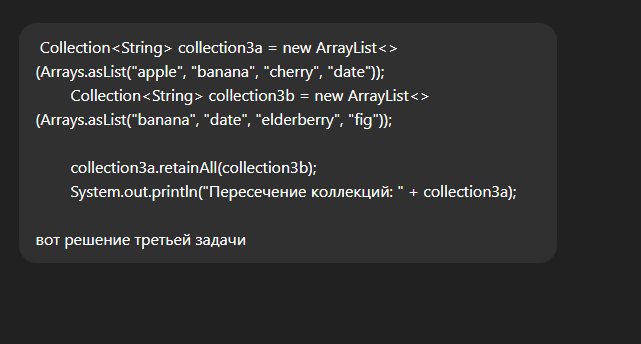 Collection<String> collection3a = new ArrayList<>
(Arrays.asList("apple", "banana", "cherry", "date"));
Collection<String> collection3b = new ArrayList<>
(Arrays.asList("banana", "date", "elderberry", "fig"));
collection3a.retainAll(collection3b);
System.out.println("Пересечение коллекций: " + collection3a);
вот решение третьей задачи